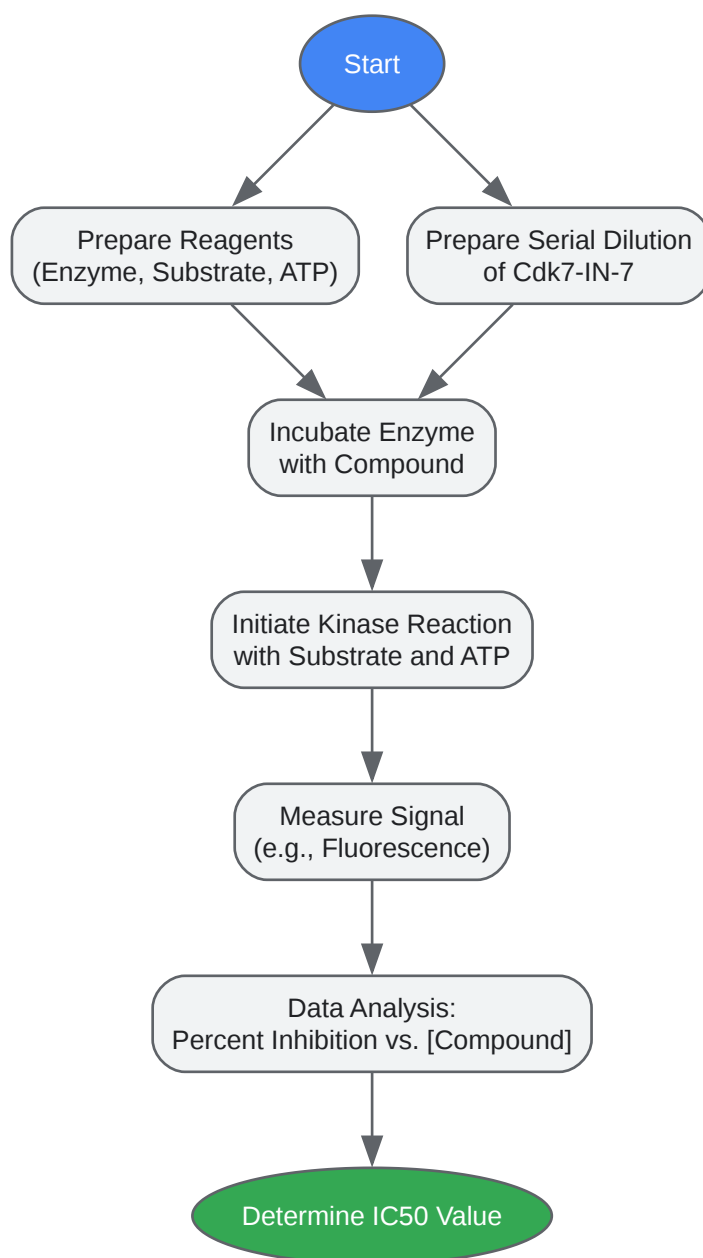 Start
Prepare Reagents
(Enzyme, Substrate, ATP)
Prepare Serial Dilution
of Cdk7-IN-7
Incubate Enzyme
with Compound
Initiate Kinase Reaction
with Substrate and ATP
Measure Signal
(e.g., Fluorescence)
Data Analysis:
Percent Inhibition vs. [Compound]
Determine IC50 Value